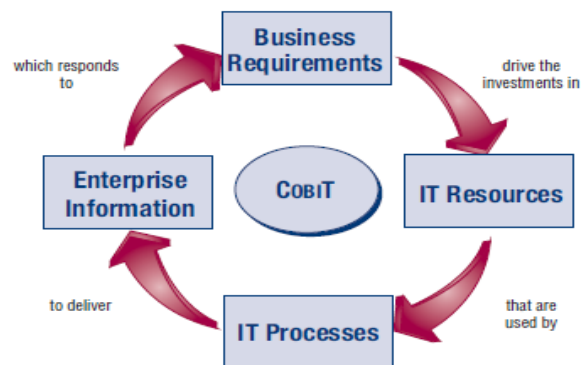 Business
Requirements
drive the
investments in
IT Resources
that are
used by
IT Processes
to deliver
Enterprise
Information
which responds
to
COBIT